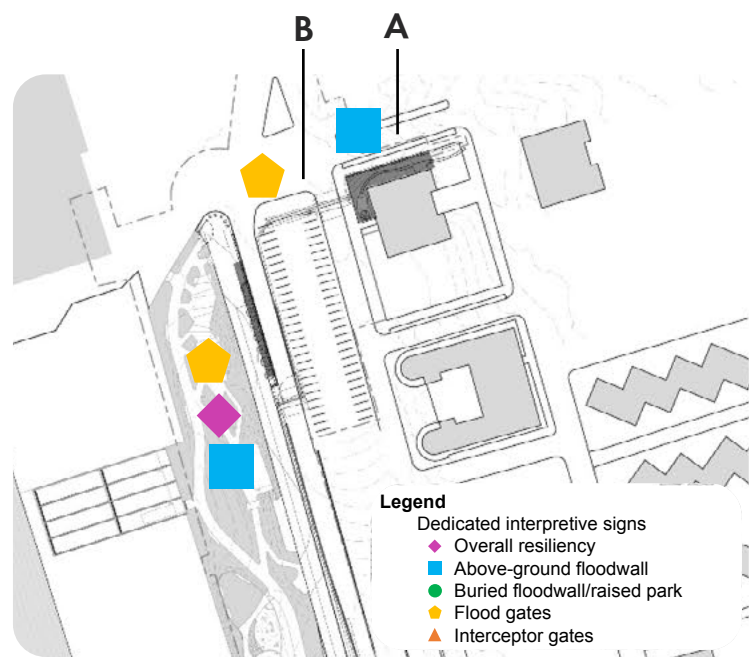 B
A
Legend
Dedicated interpretive signs
Overall resiliency
Above-ground floodwall
Buried floodwall/raised park
Flood gates
Interceptor gates